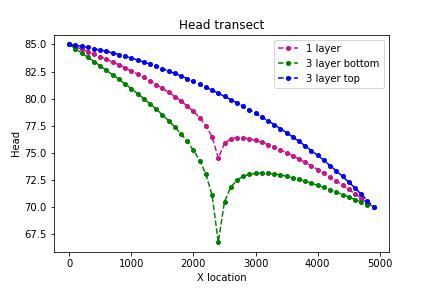 Head transect
85.0
82.5
80.0
77.5
75.0
72.5
70.0
67.5
Head
1 layer
3 layer bottom
3 layer top
0 1000 2000 3000 4000 5000
X location